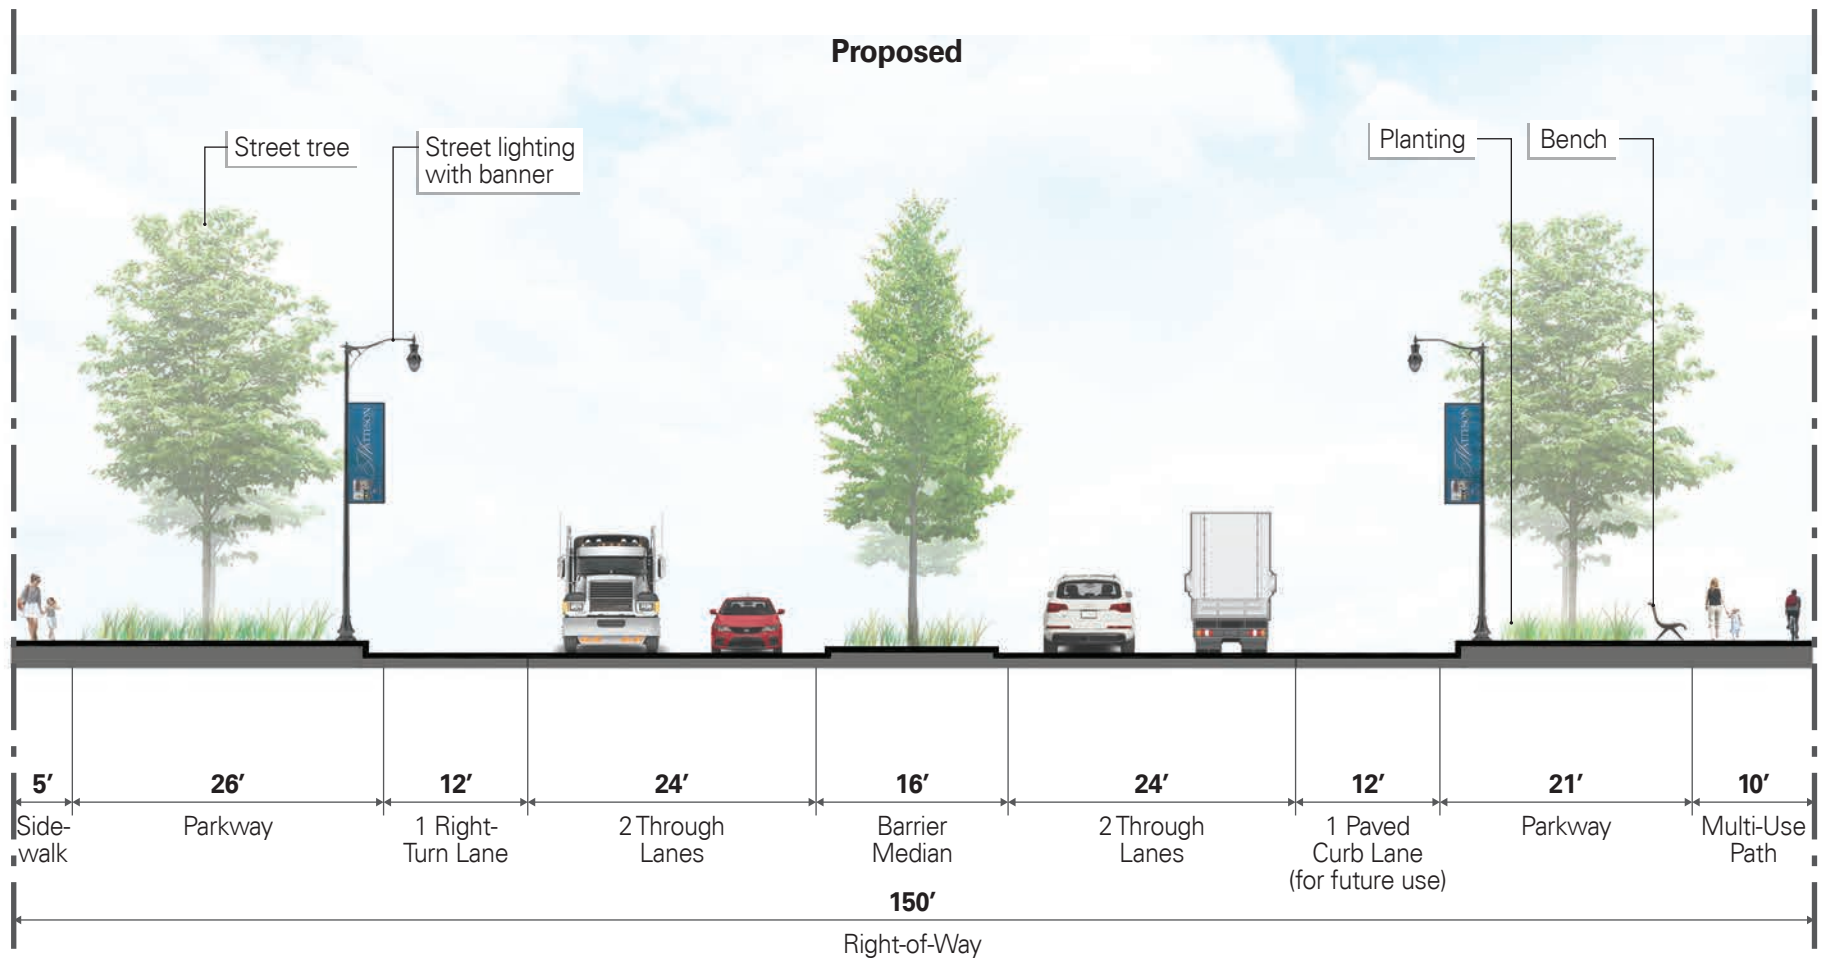 Proposed
Street tree
Street lighting
with banner
Planting
Bench
MATTESON
MATTESON
5’
26’
12’
24’
16’
24’
12’
21’
10’
Side-
walk
Parkway
1 Right-
Turn Lane
2 Through
Lanes
Barrier
Median
2 Through
Lanes
1 Paved
Curb Lane
(for future use)
Parkway
Multi-Use
Path
150’
Right-of-Way